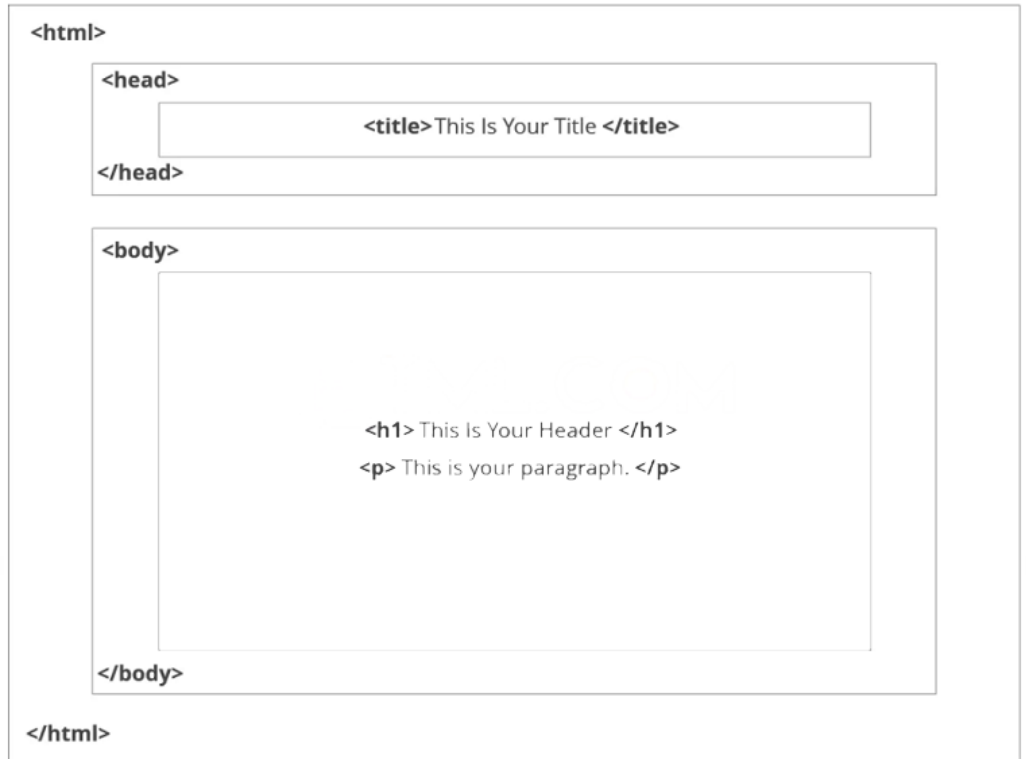 <html>
<head>
<title>This Is Your Title </title>
</head>
<body>
<h1> This Is Your Header </h1>
<p> This is your paragraph. </p>
</body>
</html>